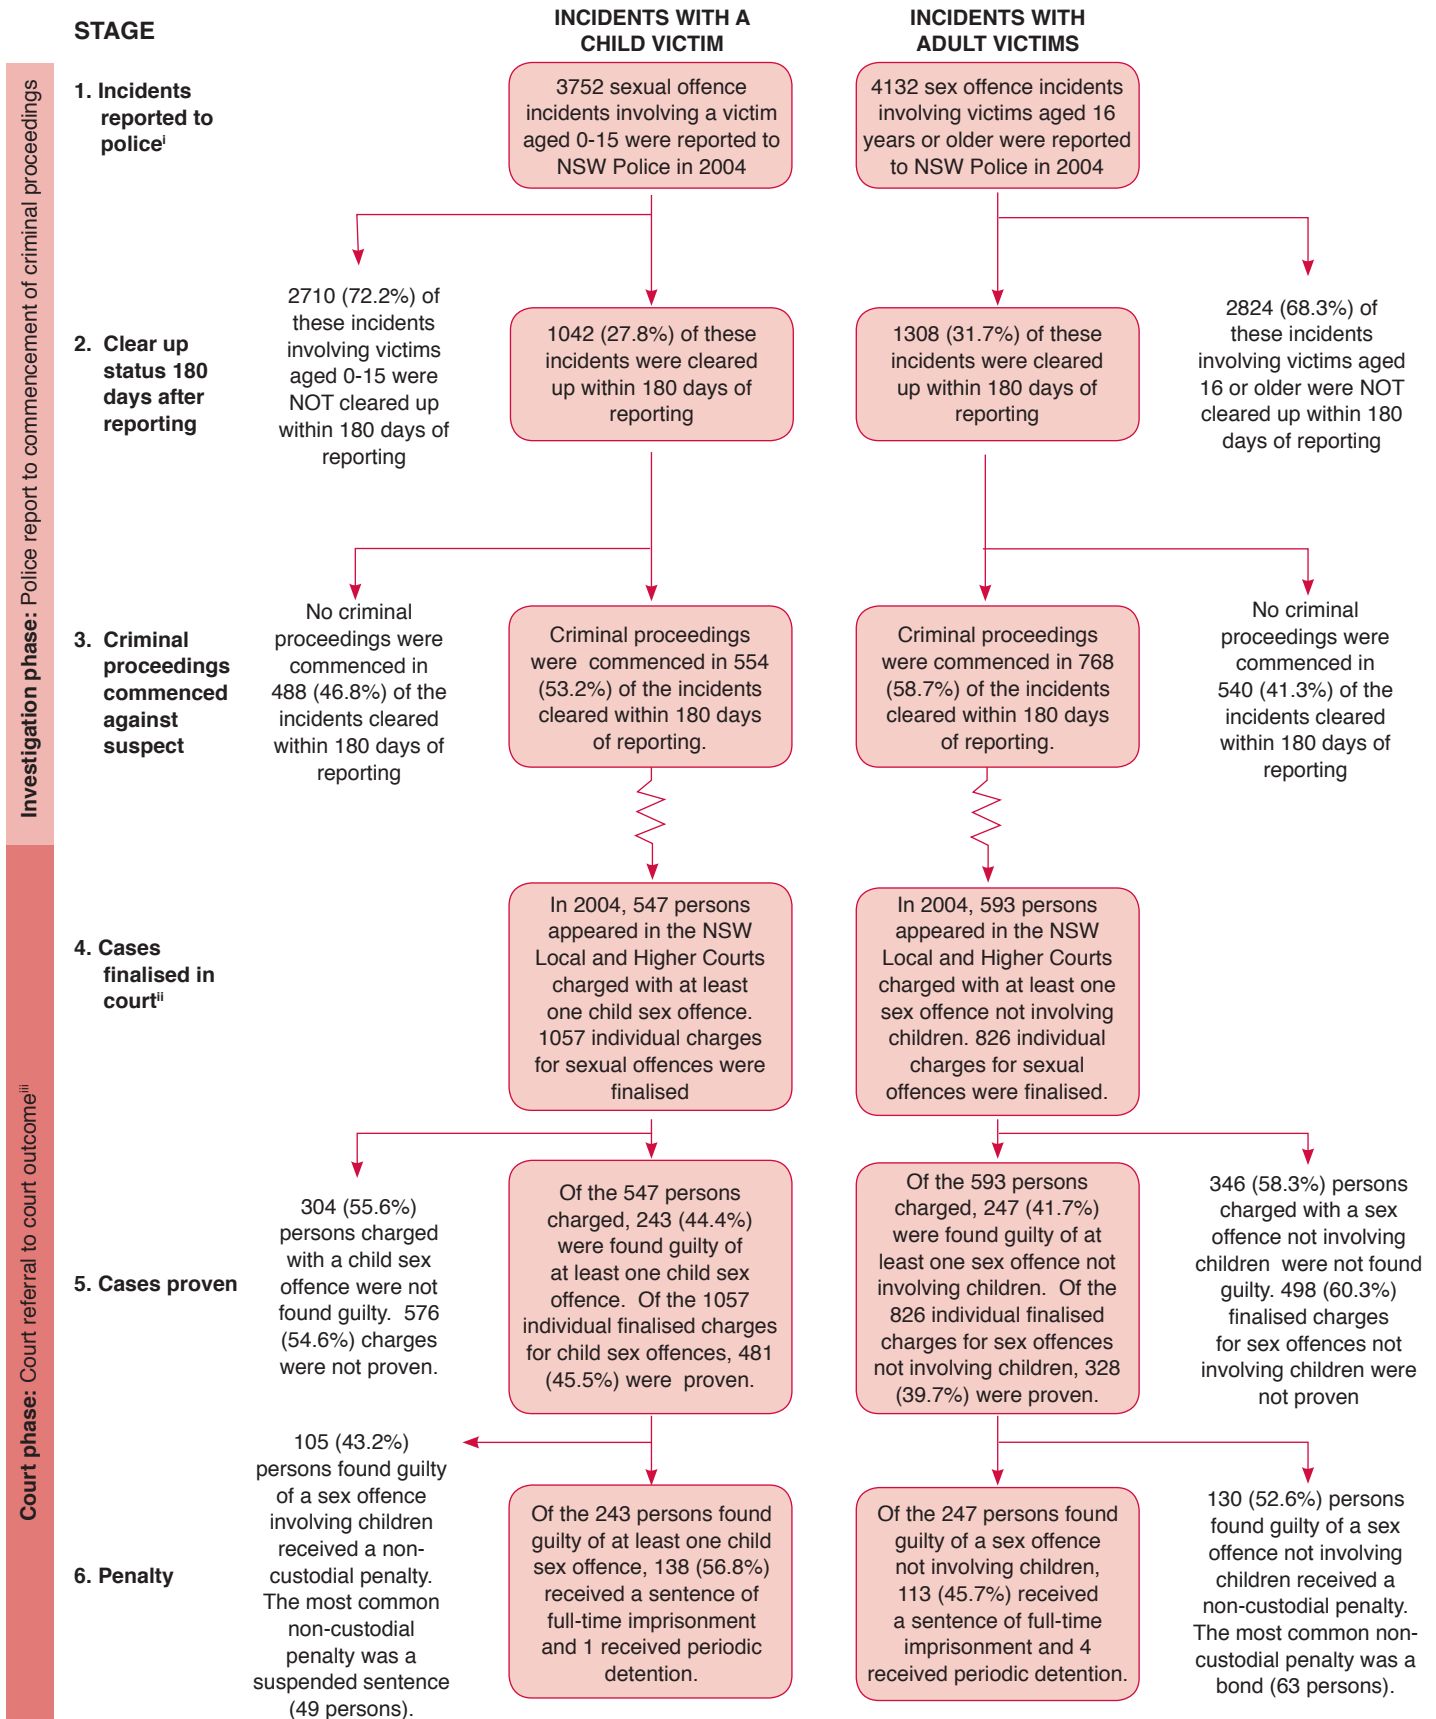 STAGE
INCIDENTS WITH A
CHILD VICTIM
INCIDENTS WITH
ADULT VICTIMS
Investigation phase: Police report to commencement of criminal proceedings
1. Incidents
reported to
policeⁱ
3752 sexual offence
incidents involving a victim
aged 0-15 were reported to
NSW Police in 2004
4132 sex offence incidents
involving victims aged 16
years or older were reported
to NSW Police in 2004
2. Clear up
status 180
days after
reporting
2710 (72.2%) of
these incidents
involving victims
aged 0-15 were
NOT cleared up
within 180 days of
reporting
1042 (27.8%) of these
incidents were cleared
up within 180 days of
reporting
1308 (31.7%) of these
incidents were cleared
up within 180 days of
reporting
2824 (68.3%) of
these incidents
involving victims aged
16 or older were NOT
cleared up within 180
days of reporting
3. Criminal
proceedings
commenced
against
suspect
No criminal
proceedings were
commenced in
488 (46.8%) of the
incidents cleared
within 180 days of
reporting
Criminal proceedings
were commenced in 554
(53.2%) of the incidents
cleared within 180 days
of reporting.
Criminal proceedings
were commenced in 768
(58.7%) of the incidents
cleared within 180 days
of reporting.
No criminal
proceedings were
commenced in
540 (41.3%) of the
incidents cleared
within 180 days of
reporting
Court phase: Court referral to court outcomeⁱⁱⁱ
4. Cases
finalised in
courtⁱⁱ
In 2004, 547 persons
appeared in the NSW
Local and Higher Courts
charged with at least
one child sex offence.
1057 individual charges
for sexual offences were
finalised
In 2004, 593 persons
appeared in the NSW
Local and Higher Courts
charged with at least one
sex offence not involving
children. 826 individual
charges for sexual
offences were finalised.
5. Cases proven
304 (55.6%)
persons charged
with a child sex
offence were not
found guilty. 576
(54.6%) charges
were not proven.
Of the 547 persons
charged, 243 (44.4%)
were found guilty of
at least one child sex
offence. Of the 1057
individual finalised charges
for child sex offences, 481
(45.5%) were proven.
Of the 593 persons
charged, 247 (41.7%)
were found guilty of at
least one sex offence not
involving children. Of the
826 individual finalised
charges for sex offences
not involving children, 328
(39.7%) were proven.
346 (58.3%) persons
charged with a sex
offence not involving
children were not found
guilty. 498 (60.3%)
finalised charges
for sex offences not
involving children were
not proven
6. Penalty
105 (43.2%)
persons found guilty
of a sex offence
involving children
received a non-
custodial penalty.
The most common
non-custodial
penalty was a
suspended sentence
(49 persons).
Of the 243 persons found
guilty of at least one child
sex offence, 138 (56.8%)
received a sentence of
full-time imprisonment
and 1 received periodic
detention.
Of the 247 persons found
guilty of a sex offence
not involving children,
113 (45.7%) received
a sentence of full-time
imprisonment and 4
received periodic detention.
130 (52.6%) persons
found guilty of a sex
offence not involving
children received a
non-custodial penalty.
The most common non-
custodial penalty was a
bond (63 persons).